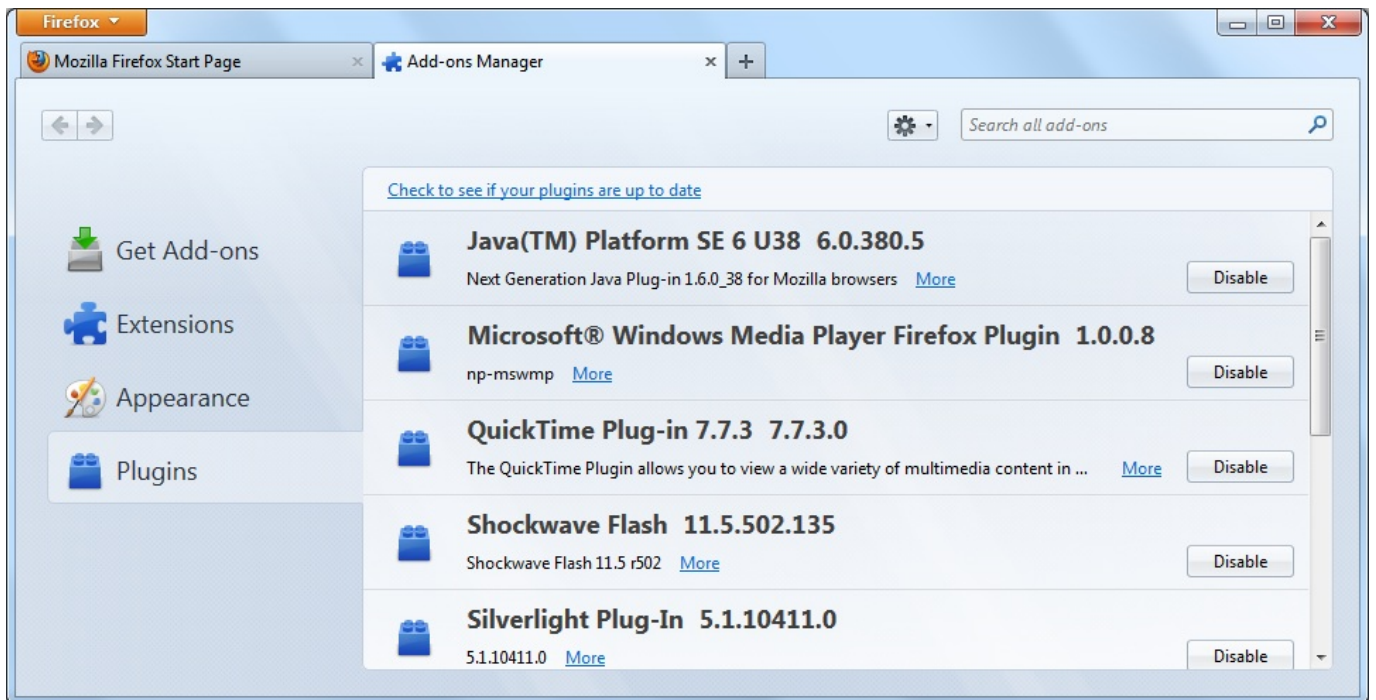 Firefox
Mozilla Firefox Start Page
Add-ons Manager
Search all add-ons
Check to see if your plugins are up to date
Get Add-ons
Extensions
Appearance
Plugins
Java(TM) Platform SE 6 U38 6.0.380.5
Next Generation Java Plug-in 1.6.0_38 for Mozilla browsers More
Disable
Microsoft® Windows Media Player Firefox Plugin 1.0.0.8
np-mswmp More
Disable
QuickTime Plug-in 7.7.3 7.7.3.0
The QuickTime Plugin allows you to view a wide variety of multimedia content in ... More
Disable
Shockwave Flash 11.5.502.135
Shockwave Flash 11.5 r502 More
Disable
Silverlight Plug-In 5.1.10411.0
5.1.10411.0 More
Disable